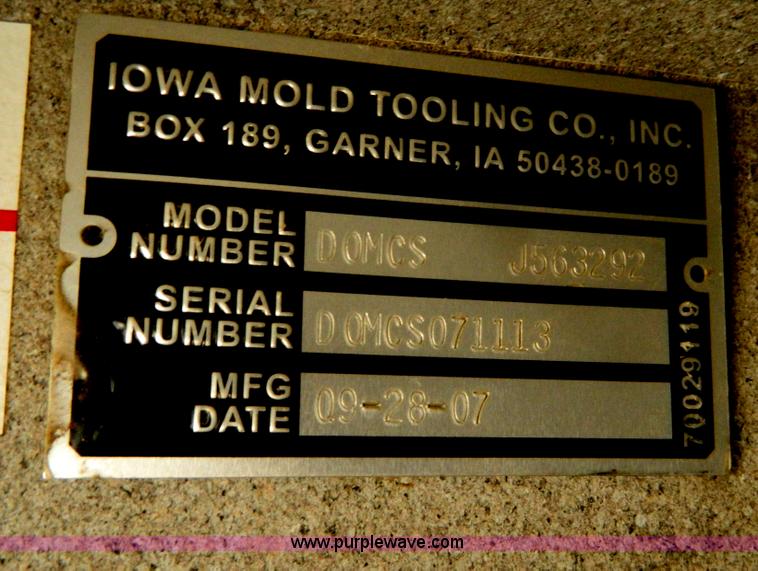 IOWA MOLD TOOLING CO., INC.
BOX 189, GARNER, IA 50438-0189
MODEL NUMBER DOMCS J563292
SERIAL NUMBER DOMCS071113
MFG DATE 09-28-07
70029119
www.purplewave.com